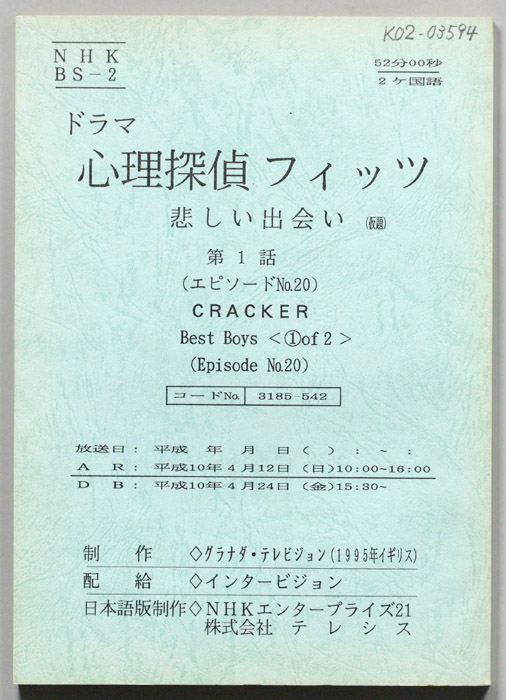 K02-03594
NHK
BS-2
52分00秒
2ヶ国語
ドラマ
心理探偵フィッツ
悲しい出会い (仮題)
第1話
(エピソードNo.20)
CRACKER
Best Boys <①of2>
(Episode No.20)
コードNo. 3185-542
放送日: 平成 年 月 日( ) : ~ :
AR: 平成10年4月12日(日)10:00~16:00
DB: 平成10年4月24日(金)15:30~
制作 ◇グラナダ・テレビジョン(1995年イギリス)
配給 ◇インタービジョン
日本語版制作◇NHKエンタープライズ21
株式会社 テレシス